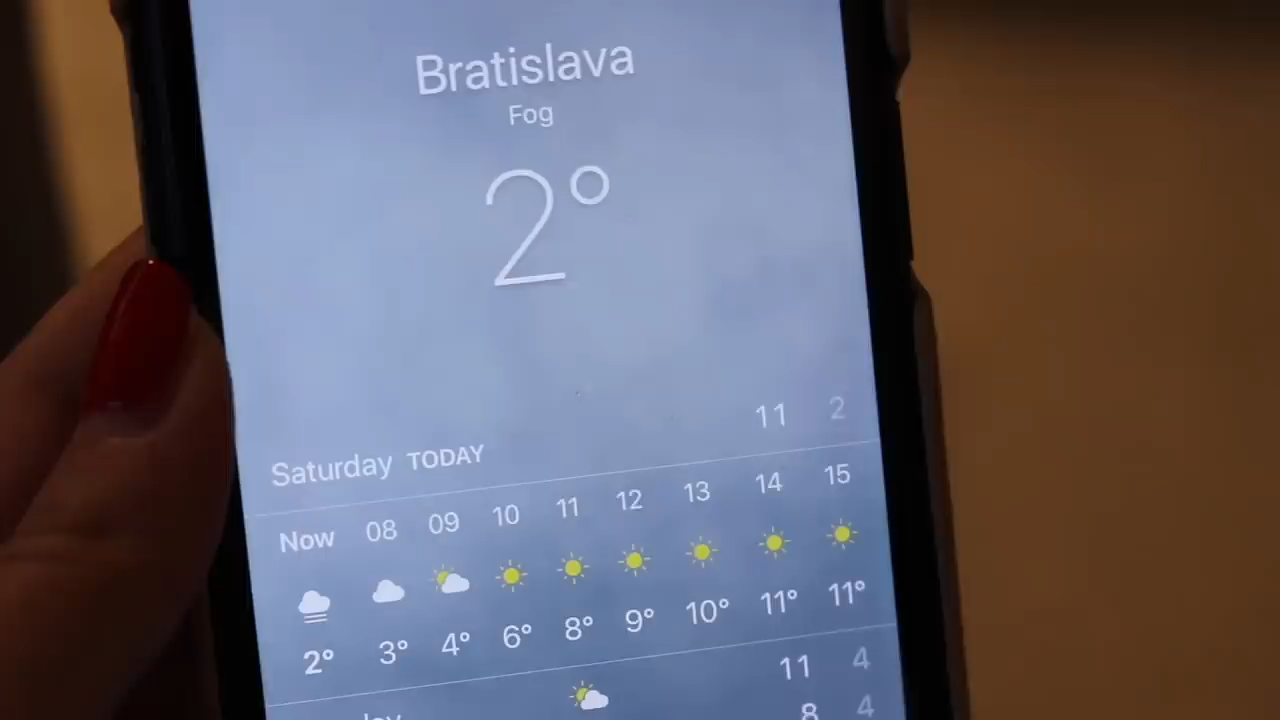 Bratislava
Fog
2°
Saturday TODAY 11 2
Now 08 09 10 11 12 13 14 15
2° 3° 4° 6° 8° 9° 10° 11° 11°
11 4
8 4